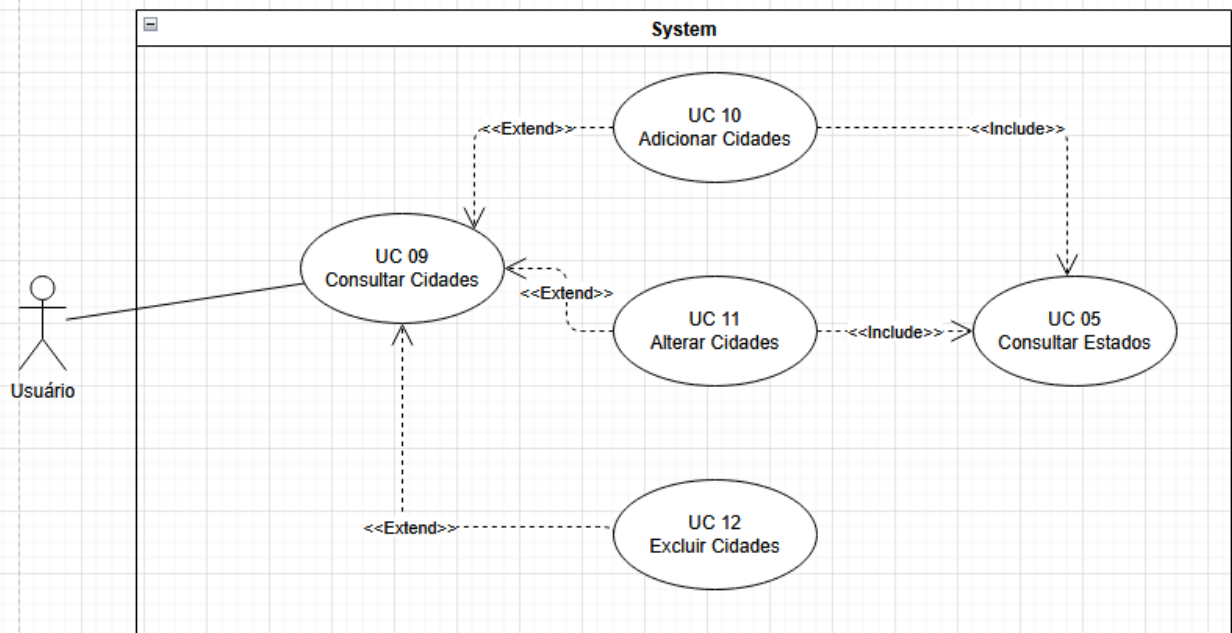 System
UC 10
Adicionar Cidades
<<Extend>>
<<Include>>
UC 09
Consultar Cidades
<<Extend>>
UC 11
Alterar Cidades
<<Include>>
UC 05
Consultar Estados
Usuário
UC 12
Excluir Cidades
<<Extend>>